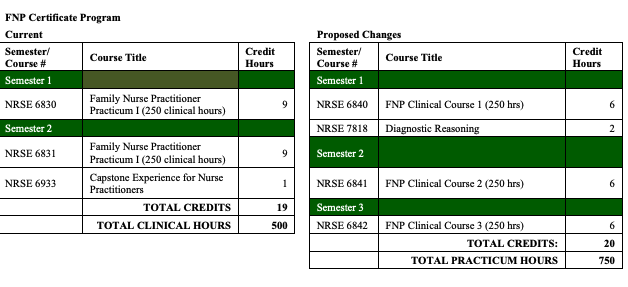 FNP Certificate Program
Current
Semester/
Course #
Course Title
Credit
Hours
Semester 1
NRSE 6830
Family Nurse Practitioner
Practicum I (250 clinical hours)
9
Semester 2
NRSE 6831
Family Nurse Practitioner
Practicum I (250 clinical hours)
9
NRSE 6933
Capstone Experience for Nurse
Practitioners
1
TOTAL CREDITS
19
TOTAL CLINICAL HOURS
500
Proposed Changes
Semester/
Course #
Course Title
Credit
Hours
Semester 1
NRSE 6840
FNP Clinical Course 1 (250 hrs)
6
NRSE 7818
Diagnostic Reasoning
2
Semester 2
NRSE 6841
FNP Clinical Course 2 (250 hrs)
6
Semester 3
NRSE 6842
FNP Clinical Course 3 (250 hrs)
6
TOTAL CREDITS:
20
TOTAL PRACTICUM HOURS
750